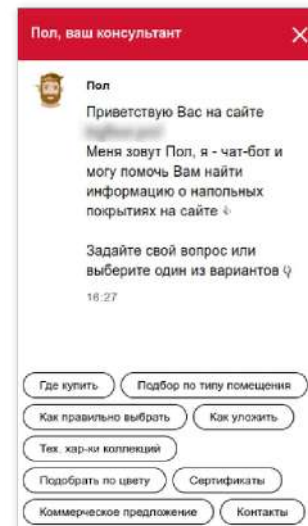 Пол, ваш консультант
Пол
Приветствую Вас на сайте
Меня зовут Пол, я - чат-бот и
могу помочь Вам найти
информацию о напольных
покрытиях на сайте
Задайте свой вопрос или
выберите один из вариантов
16:27
Где купить
Подбор по типу помещения
Как правильно выбрать
Как уложить
Тех. хар-ки коллекций
Подобрать по цвету
Сертификаты
Коммерческое предложение
Контакты